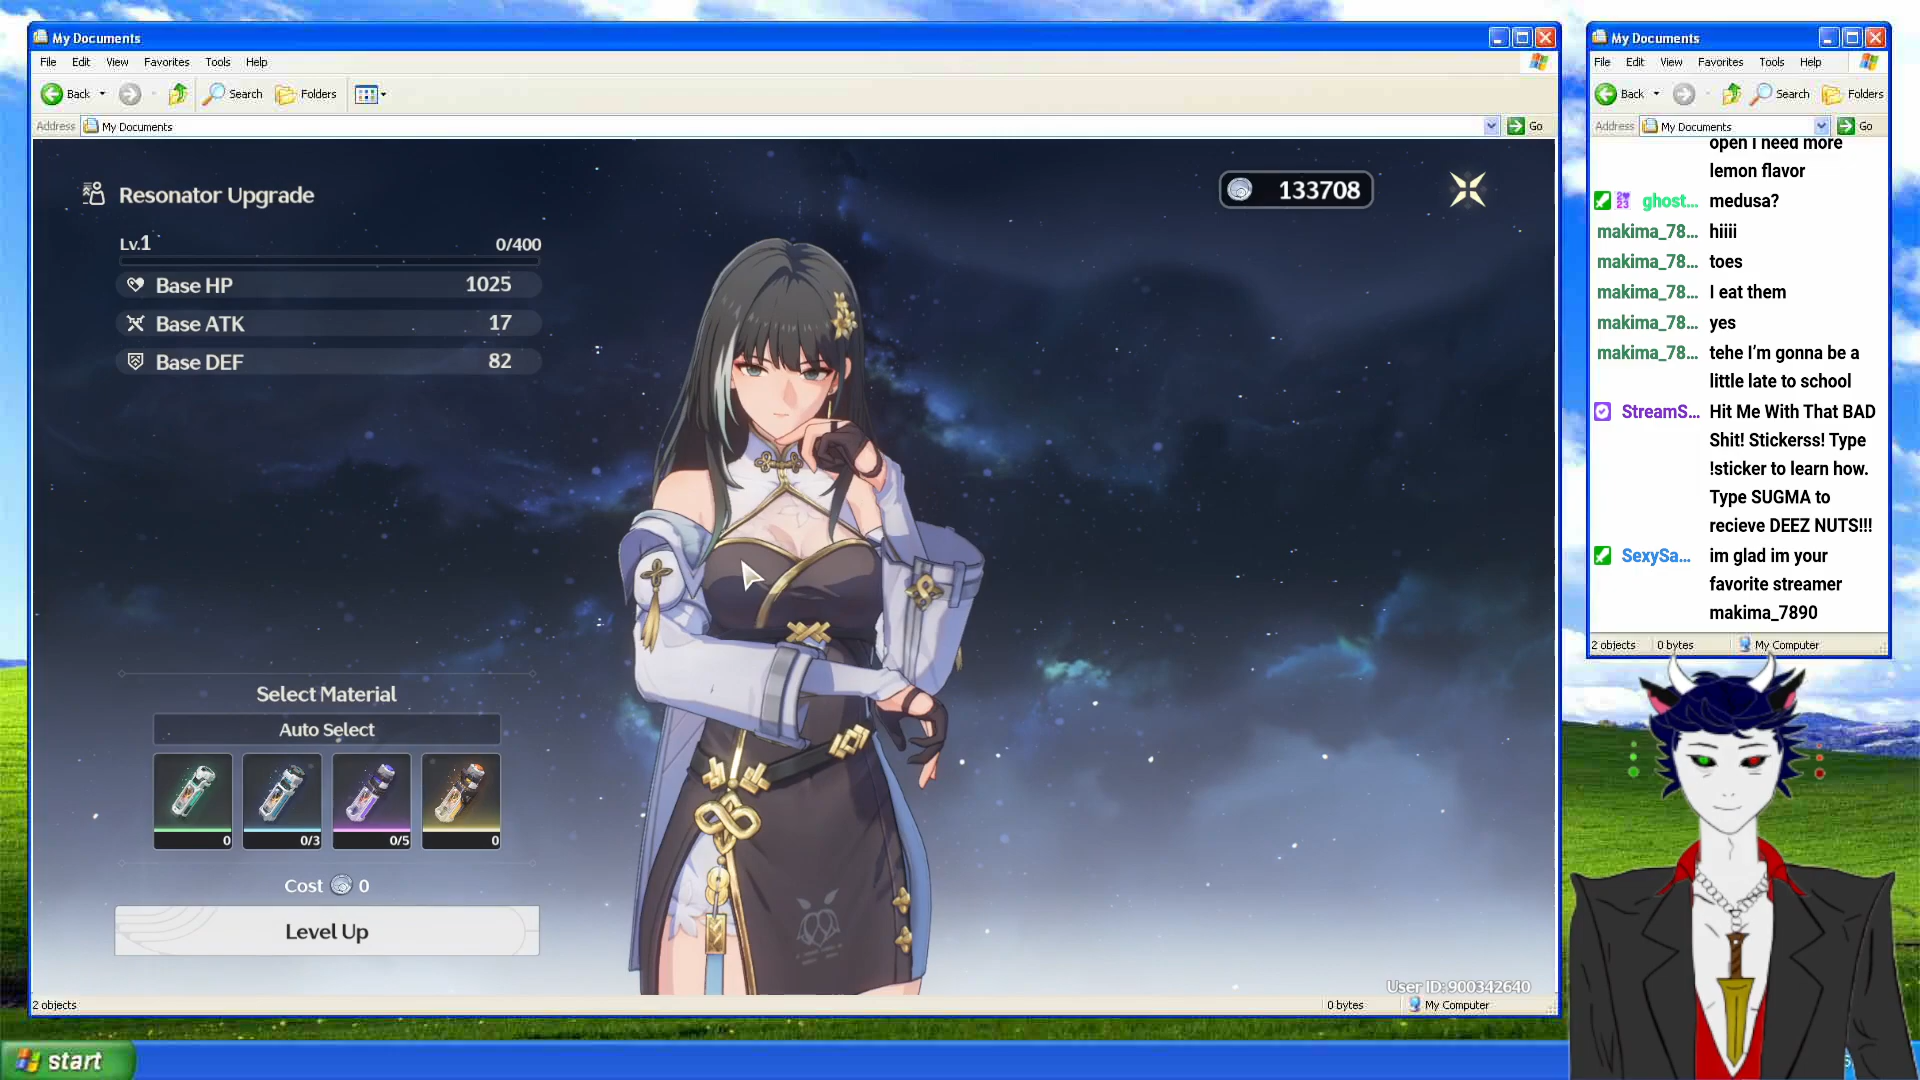 My Documents
File Edit View Favorites Tools Help
Back Search Folders
Address My Documents Go
Resonator Upgrade
133708
Lv.1 0/400
Base HP 1025
Base ATK 17
Base DEF 82
Select Material
Auto Select
0 0/3 0/5 0
Cost 0
Level Up
User ID:900342640
2 objects 0 bytes My Computer
My Documents
File Edit View Favorites Tools Help
Back Search Folders
Address My Documents Go
open I need more
lemon flavor
ghost... medusa?
makima_78... hiiii
makima_78... toes
makima_78... I eat them
makima_78... yes
makima_78... tehe I’m gonna be a
little late to school
StreamS... Hit Me With That BAD
Shit! Stickerss! Type
!sticker to learn how.
Type SUGMA to
recieve DEEZ NUTS!!!
SexySa... im glad im your
favorite streamer
makima_7890
2 objects 0 bytes My Computer
start